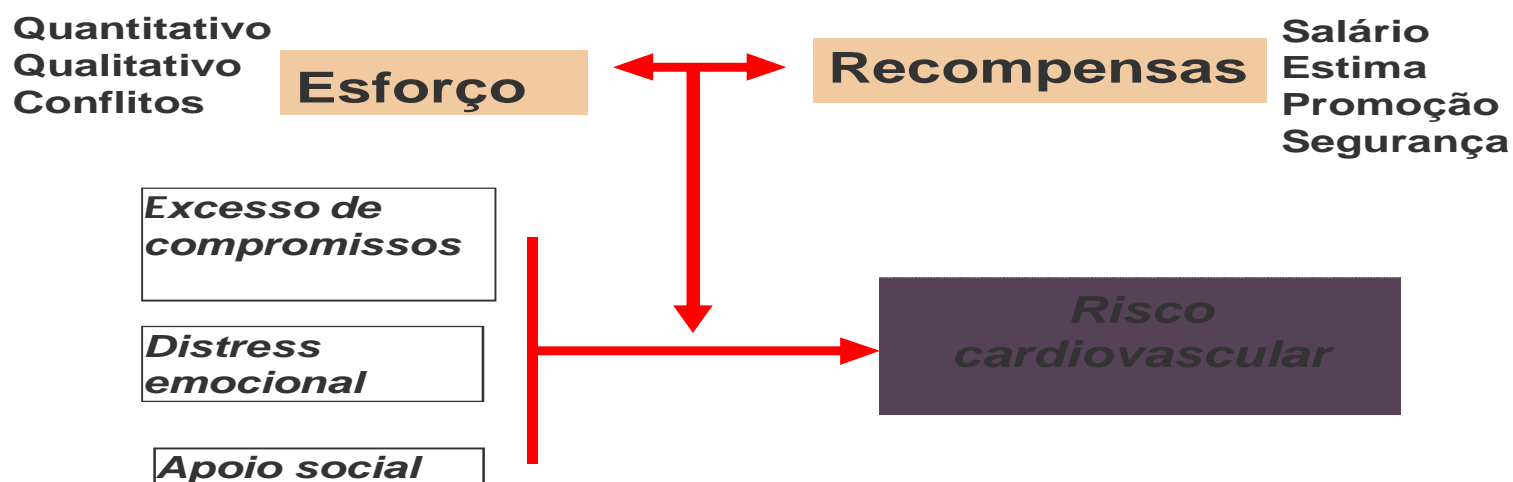 Quantitativo
Qualitativo
Conflitos
Esforço
Recompensas
Salário
Estima
Promoção
Segurança
Excesso de
compromissos
Distress
emocional
Apoio social
Risco
cardiovascular